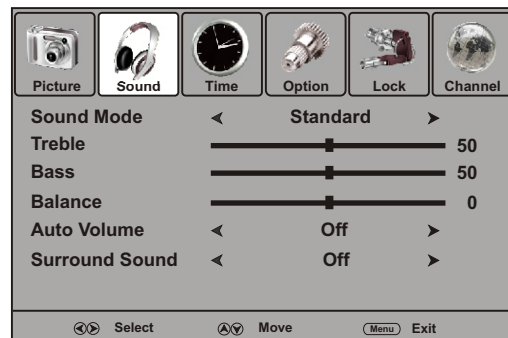 Picture Sound Time Option Lock Channel
Sound Mode Standard
Treble 50
Bass 50
Balance 0
Auto Volume Off
Surround Sound Off
Select Move Menu Exit